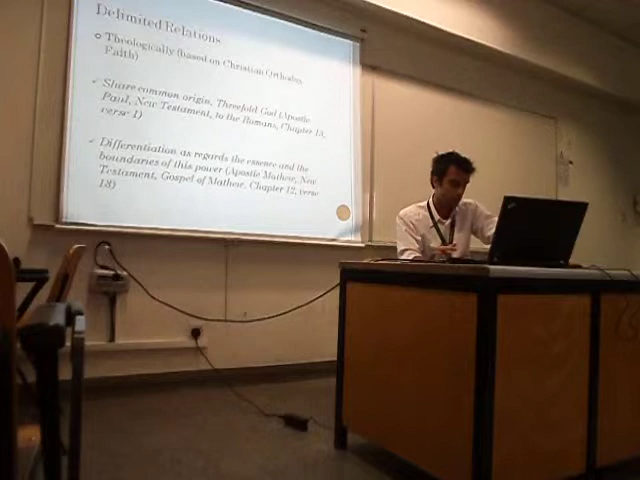 Delimited Relations
Theologically (based on Christian Orthodox
Faith)
Share common origin, Threefold God (Apostle
Paul, New Testament, to the Romans, Chapter 13,
verse 1)
Differentiation as regards the essence and the
boundaries of this power (Apostle Mathew, New
Testament, Gospel of Mathew, Chapter 12, verse
13)